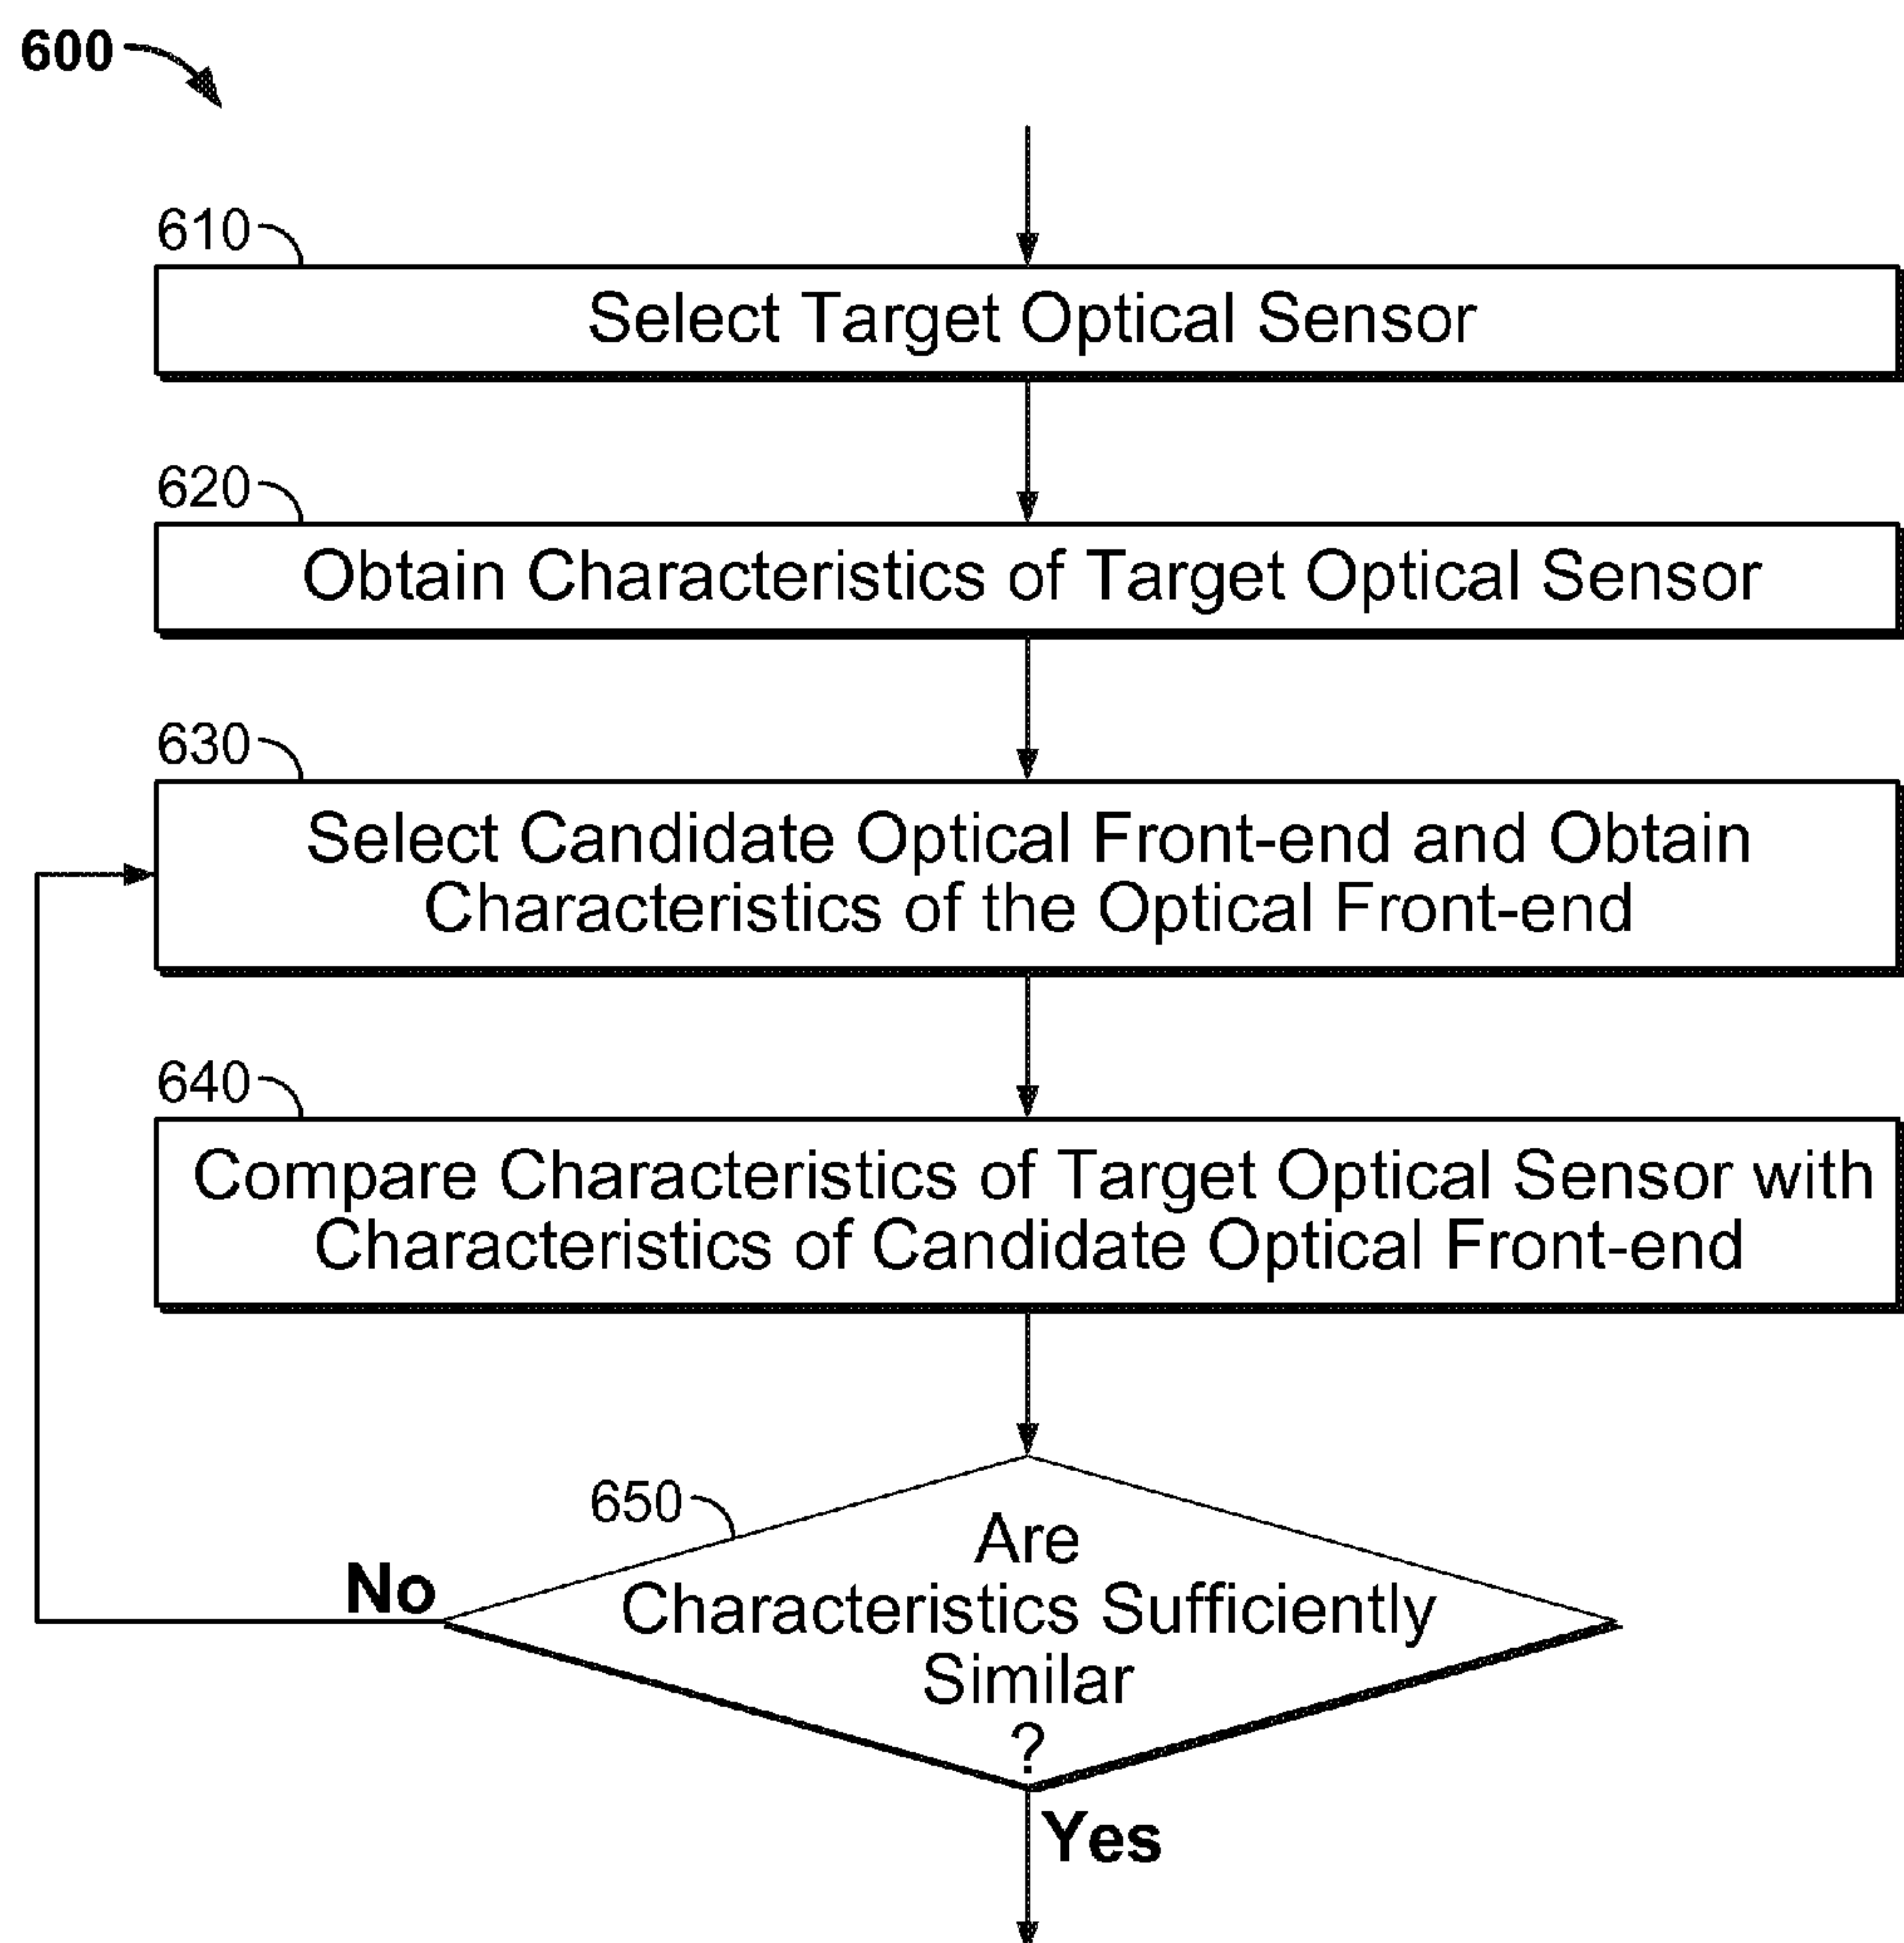 600
610
Select Target Optical Sensor
620
Obtain Characteristics of Target Optical Sensor
630
Select Candidate Optical Front-end and Obtain
Characteristics of the Optical Front-end
640
Compare Characteristics of Target Optical Sensor with
Characteristics of Candidate Optical Front-end
650
Are
Characteristics Sufficiently
Similar
?
No
Yes